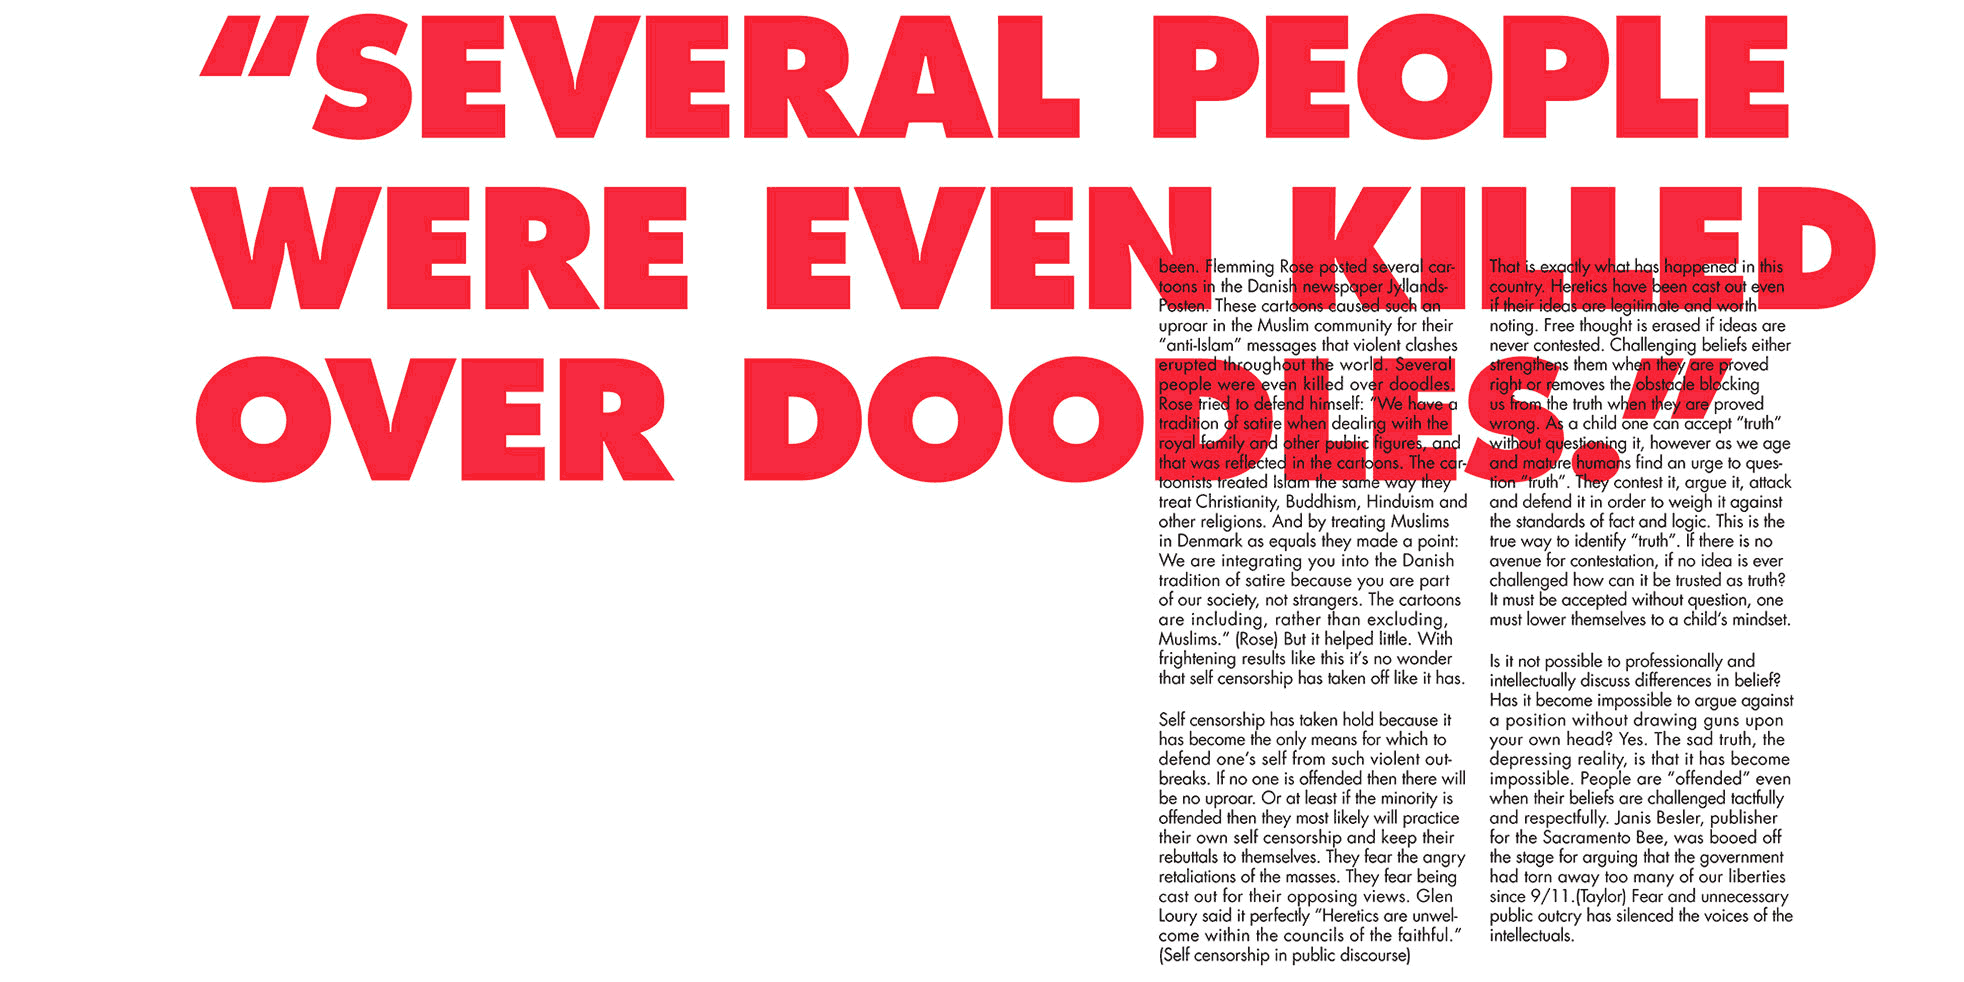 “SEVERAL PEOPLE
WERE EVEN KILLED
OVER DOODLES.”
been. Flemming Rose posted several car-
toons in the Danish newspaper Jyllands-
Posten. These cartoons caused such an
uproar in the Muslim community for their
“anti-Islam” messages that violent clashes
erupted throughout the world. Several
people were even killed over doodles.
Rose tried to defend himself: “We have a
tradition of satire when dealing with the
royal family and other public figures, and
that was reflected in the cartoons. The car-
toonists treated Islam the same way they
treat Christianity, Buddhism, Hinduism and
other religions. And by treating Muslims
in Denmark as equals they made a point:
We are integrating you into the Danish
tradition of satire because you are part
of our society, not strangers. The cartoons
are including, rather than excluding,
Muslims.” (Rose) But it helped little. With
frightening results like this it’s no wonder
that self censorship has taken off like it has.
Self censorship has taken hold because it
has become the only means for which to
defend one’s self from such violent out-
breaks. If no one is offended then there will
be no uproar. Or at least if the minority is
offended then they most likely will practice
their own self censorship and keep their
rebuttals to themselves. They fear the angry
retaliations of the masses. They fear being
cast out for their opposing views. Glen
Loury said it perfectly “Heretics are unwel-
come within the councils of the faithful.”
(Self censorship in public discourse)
That is exactly what has happened in this
country. Heretics have been cast out even
if their ideas are legitimate and worth
noting. Free thought is erased if ideas are
never contested. Challenging beliefs either
strengthens them when they are proved
right or removes the obstacle blocking
us from the truth when they are proved
wrong. As a child one can accept “truth”
without questioning it, however as we age
and mature humans find an urge to ques-
tion “truth”. They contest it, argue it, attack
and defend it in order to weigh it against
the standards of fact and logic. This is the
true way to identify “truth”. If there is no
avenue for contestation, if no idea is ever
challenged how can it be trusted as truth?
It must be accepted without question, one
must lower themselves to a child’s mindset.
Is it not possible to professionally and
intellectually discuss differences in belief?
Has it become impossible to argue against
a position without drawing guns upon
your own head? Yes. The sad truth, the
depressing reality, is that it has become
impossible. People are “offended” even
when their beliefs are challenged tactfully
and respectfully. Janis Besler, publisher
for the Sacramento Bee, was booed off
the stage for arguing that the government
had torn away too many of our liberties
since 9/11.(Taylor) Fear and unnecessary
public outcry has silenced the voices of the
intellectuals.